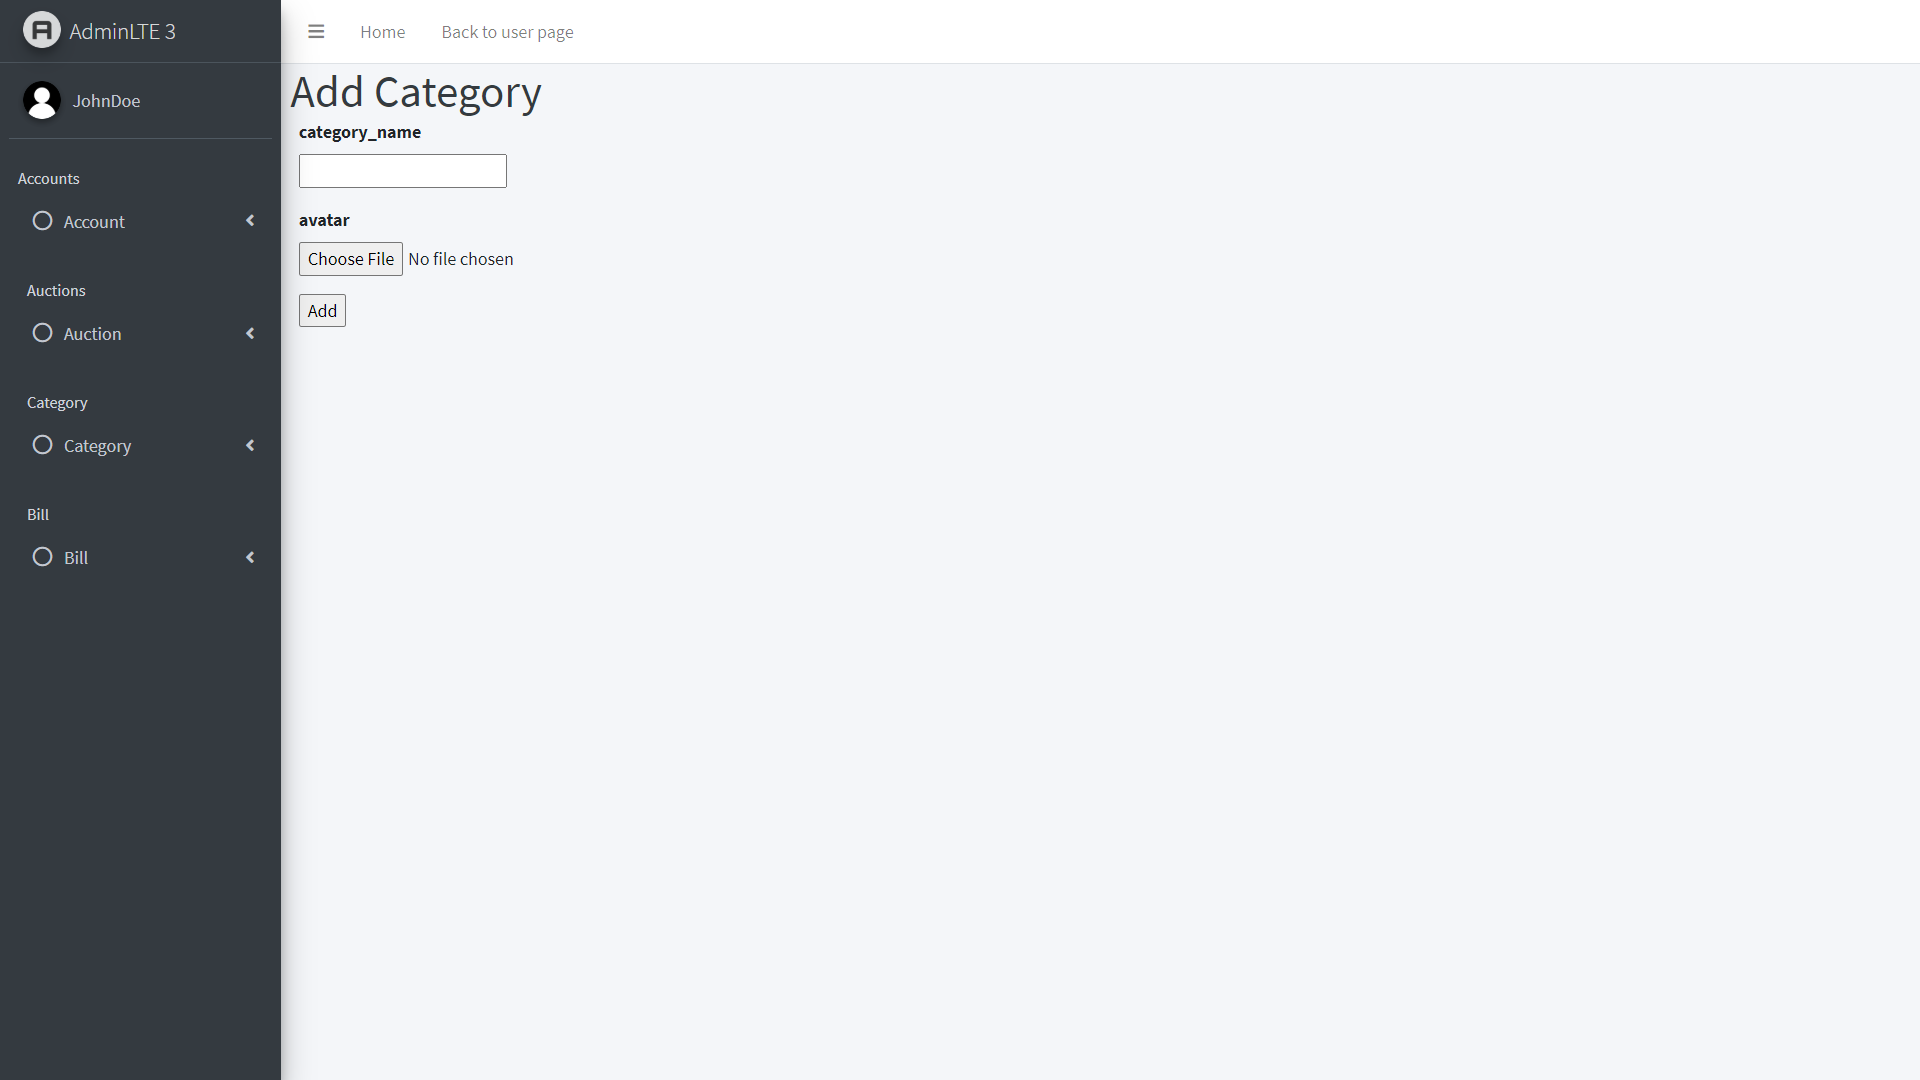 AdminLTE 3
JohnDoe
Accounts
Account
Auctions
Auction
Category
Category
Bill
Bill
Home
Back to user page
Add Category
category_name
avatar
Choose File No file chosen
Add